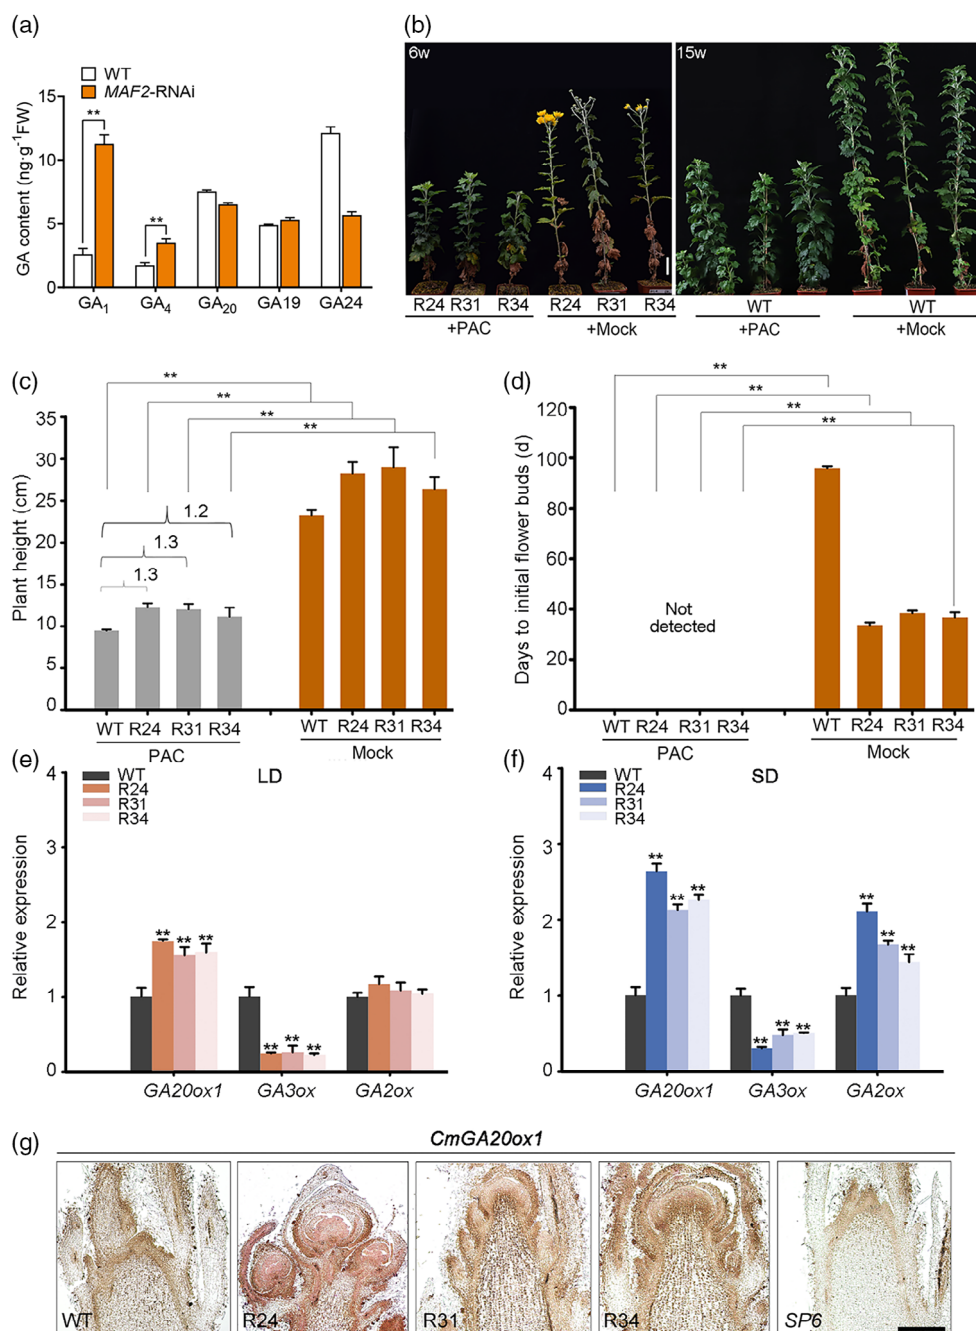 (a)
WT
MAF2-RNAi
GA content (ng·g⁻¹FW)
15
10
5
0
**
**
GA₁
GA₄
GA₂₀
GA19
GA24
(b)
6w
15w
R24 R31 R34 R24 R31 R34
+PAC
+Mock
WT
WT
+PAC
+Mock
(c)
**
**
**
**
Plant height (cm)
35
30
25
20
15
10
5
0
1.2
1.3
1.3
WT R24 R31 R34
PAC
WT R24 R31 R34
Mock
(d)
**
**
**
**
Days to initial flower buds (d)
120
100
80
60
40
20
0
Not
detected
WT R24 R31 R34
PAC
WT R24 R31 R34
Mock
(e)
WT
R24
R31
R34
LD
Relative expression
4
3
2
1
0
** ** **
** ** **
GA20ox1
GA3ox
GA2ox
(f)
WT
R24
R31
R34
SD
Relative expression
4
3
2
1
0
** ** **
** ** **
** ** **
GA20ox1
GA3ox
GA2ox
(g)
CmGA20ox1
WT
R24
R31
R34
SP6